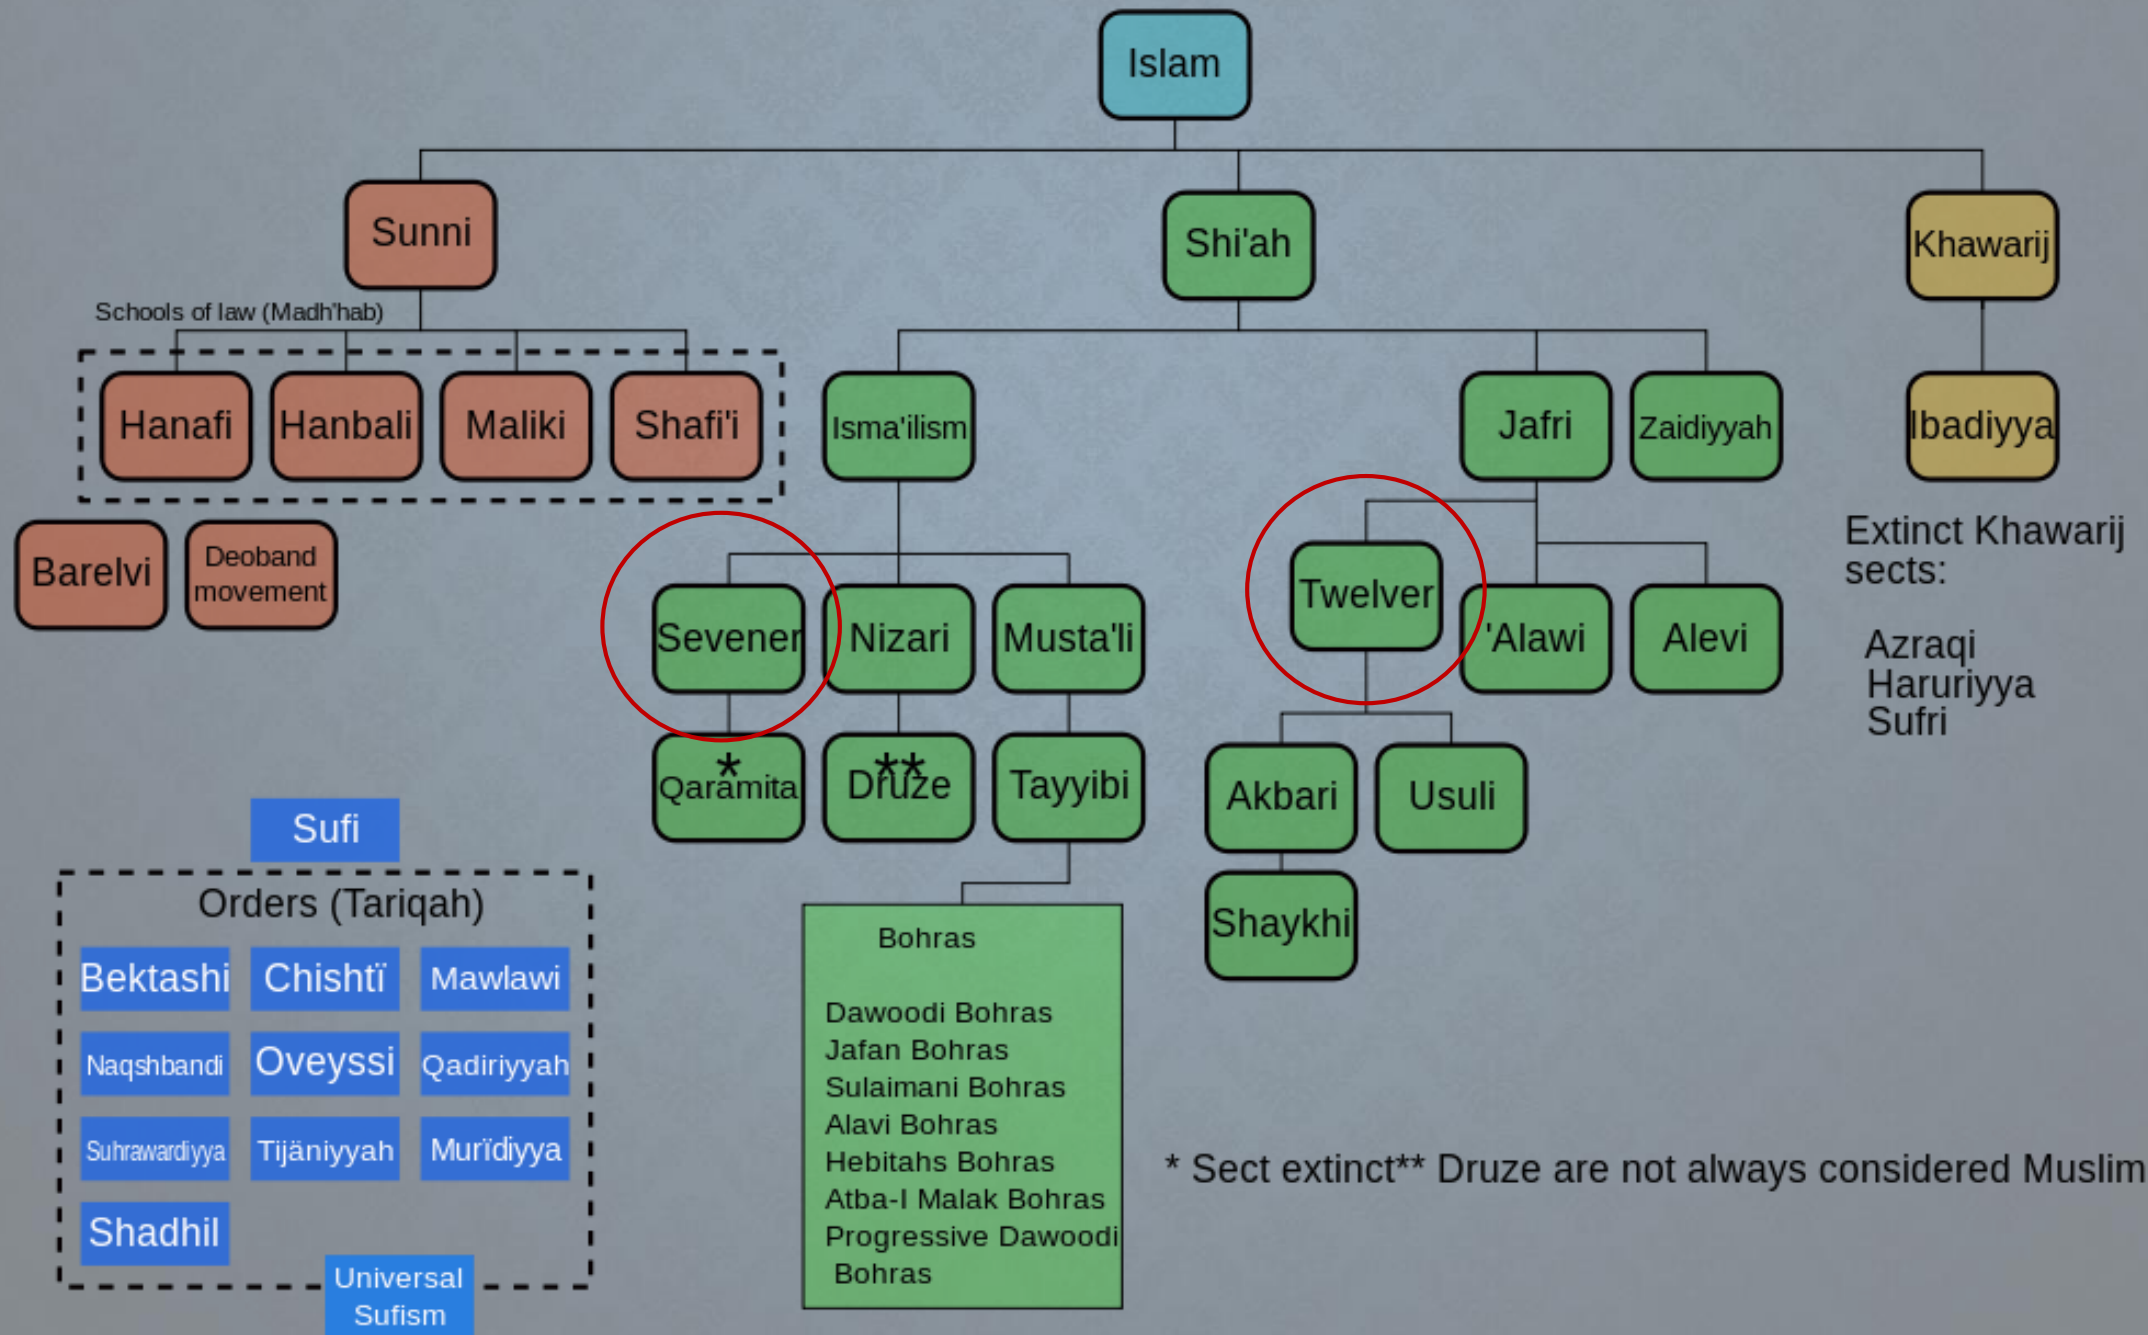 Islam
Sunni
Shi'ah
Khawarij
Schools of law (Madh'hab)
Hanafi
Hanbali
Maliki
Shafi'i
Isma'ilism
Jafri
Zaidiyyah
Ibadiyya
Barelvi
Deoband
movement
Sevener
Nizari
Musta'li
Twelver
'Alawi
Alevi
Extinct Khawarij
sects:
Azraqi
Haruriyya
Sufri
*
Qaramita
**
Druze
Tayyibi
Akbari
Usuli
Shaykhi
Sufi
Orders (Tariqah)
Bektashi
Chishtï
Mawlawi
Naqshbandi
Oveyssi
Qadiriyyah
Suhrawardiyya
Tijäniyyah
Murïdiyya
Shadhil
Universal
Sufism
Bohras
Dawoodi Bohras
Jafan Bohras
Sulaimani Bohras
Alavi Bohras
Hebitahs Bohras
Atba-I Malak Bohras
Progressive Dawoodi
Bohras
* Sect extinct** Druze are not always considered Muslim